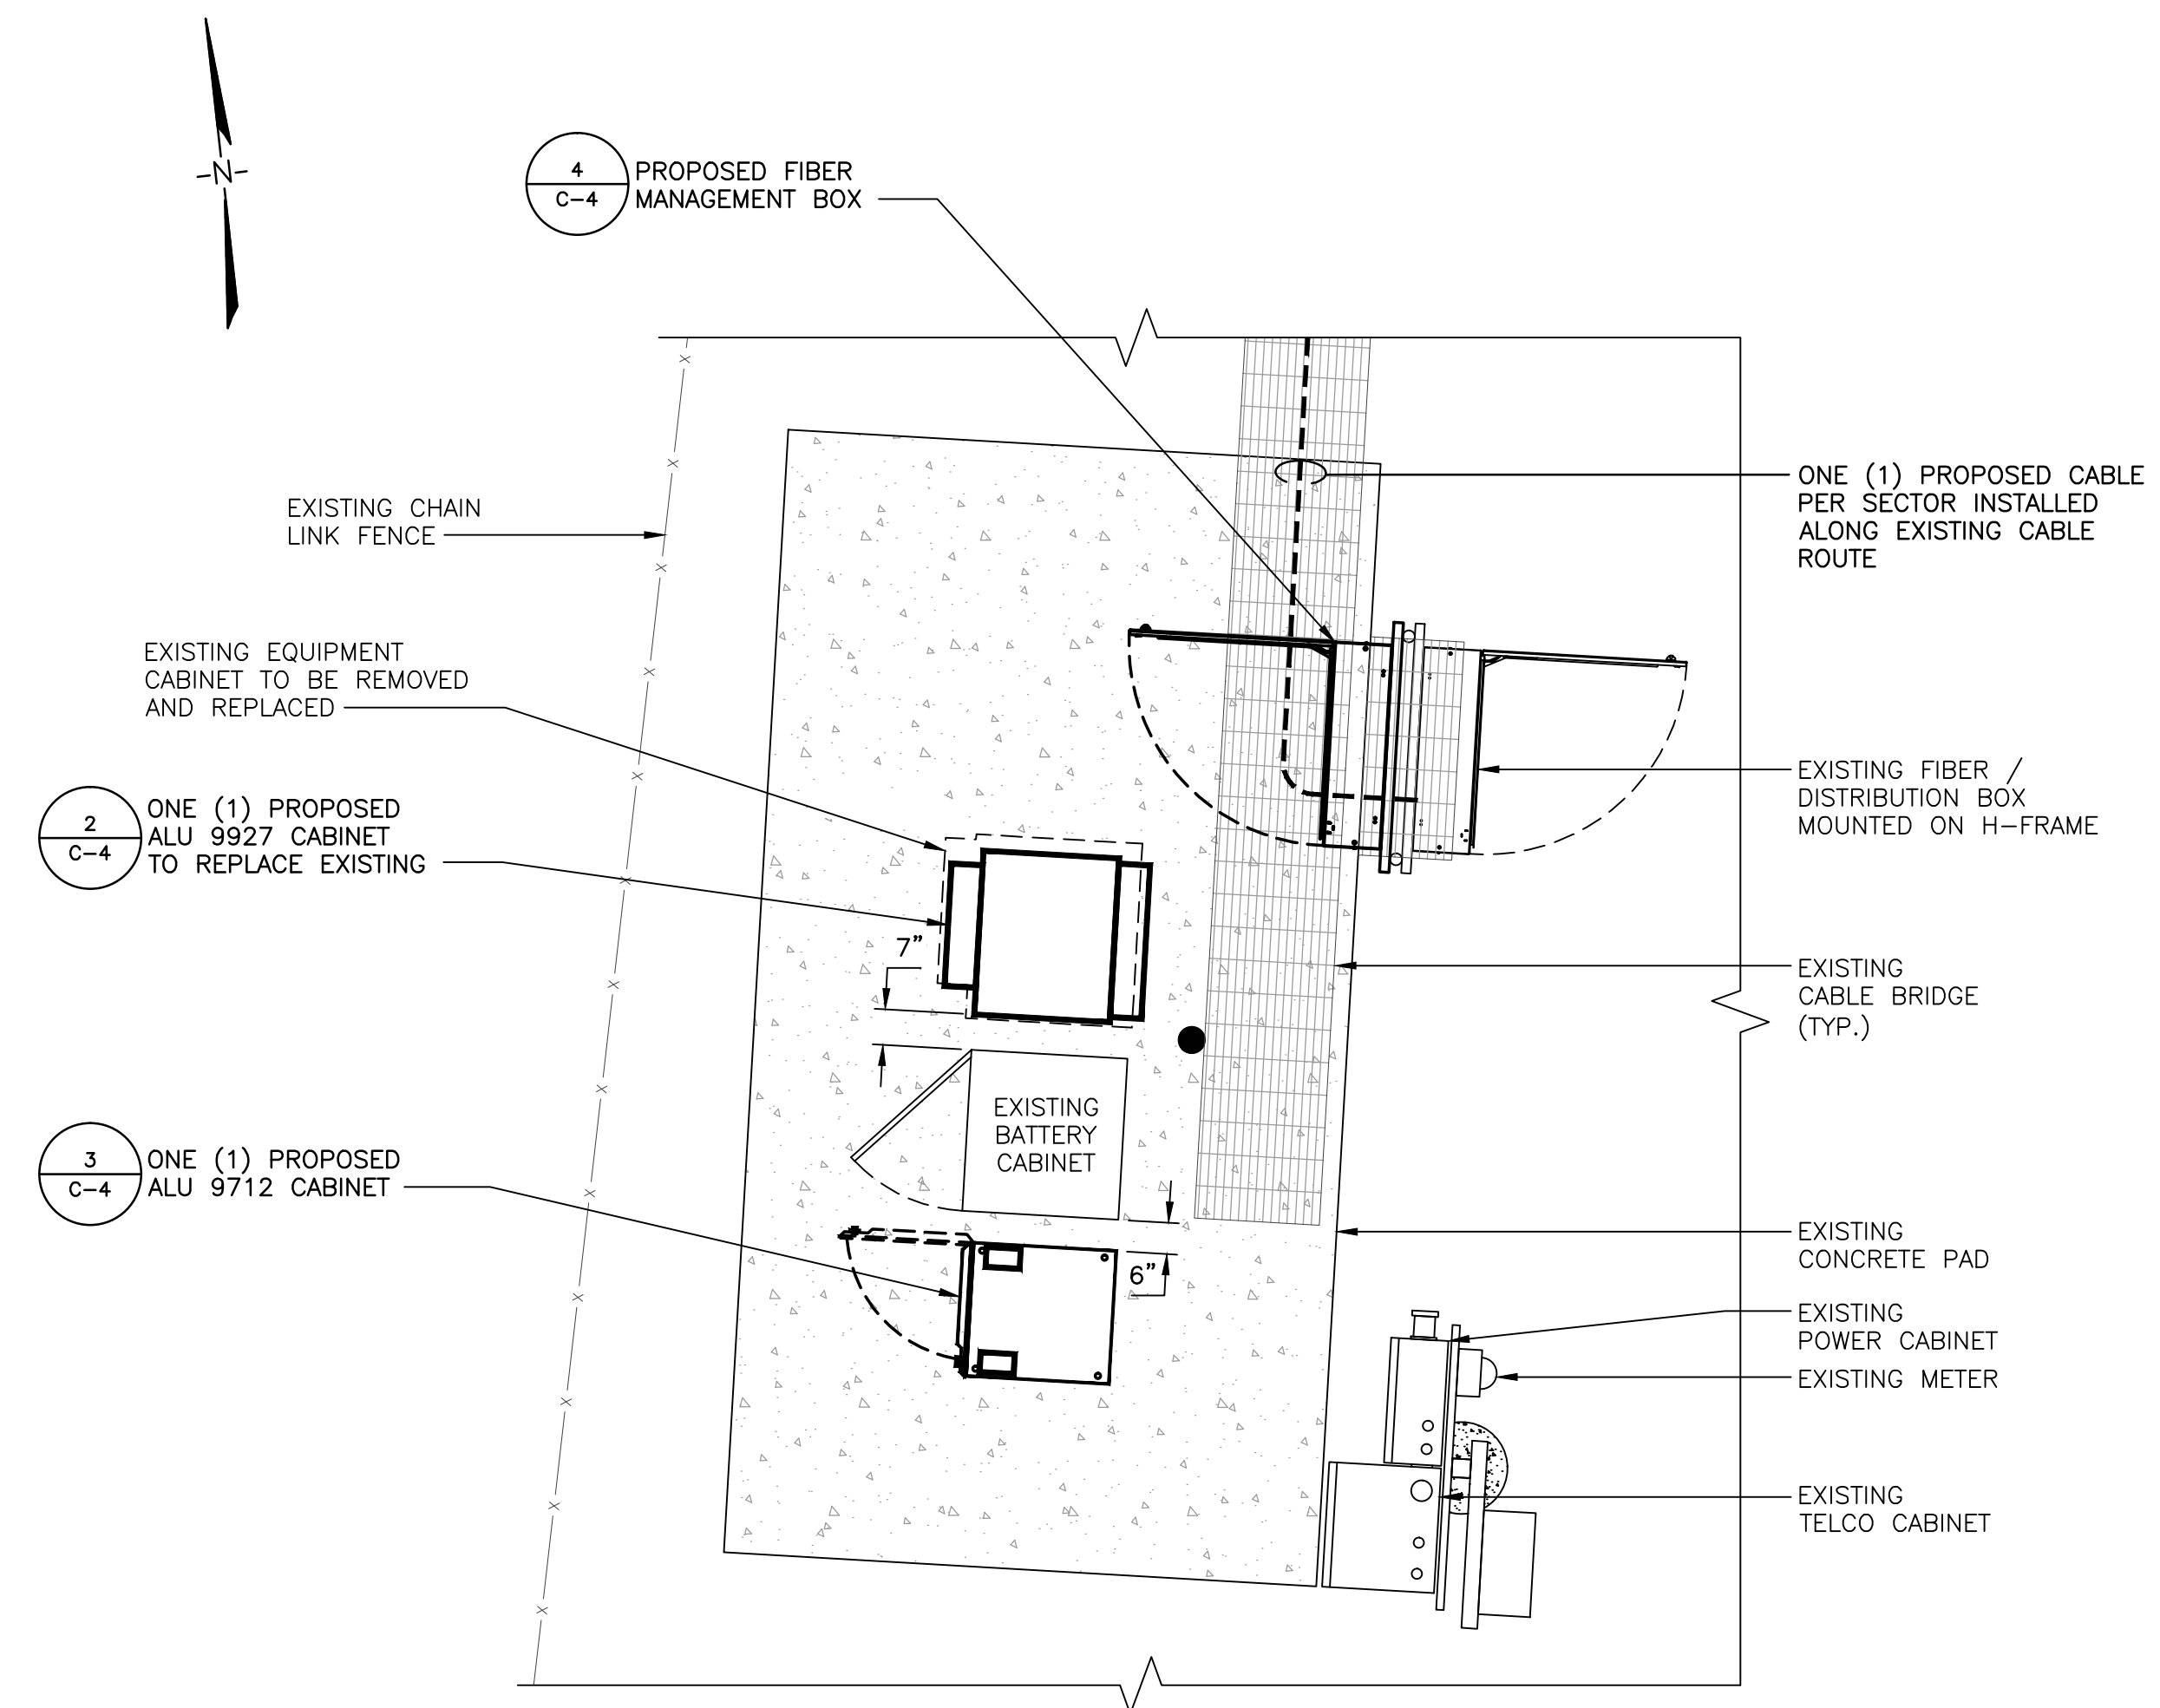 N
4
C-4
PROPOSED FIBER
MANAGEMENT BOX
EXISTING CHAIN
LINK FENCE
ONE (1) PROPOSED CABLE
PER SECTOR INSTALLED
ALONG EXISTING CABLE
ROUTE
EXISTING EQUIPMENT
CABINET TO BE REMOVED
AND REPLACED
2
C-4
ONE (1) PROPOSED
ALU 9927 CABINET
TO REPLACE EXISTING
EXISTING FIBER /
DISTRIBUTION BOX
MOUNTED ON H-FRAME
7"
EXISTING
CABLE BRIDGE
(TYP.)
EXISTING
BATTERY
CABINET
3
C-4
ONE (1) PROPOSED
ALU 9712 CABINET
6"
EXISTING
CONCRETE PAD
EXISTING
POWER CABINET
EXISTING METER
EXISTING
TELCO CABINET